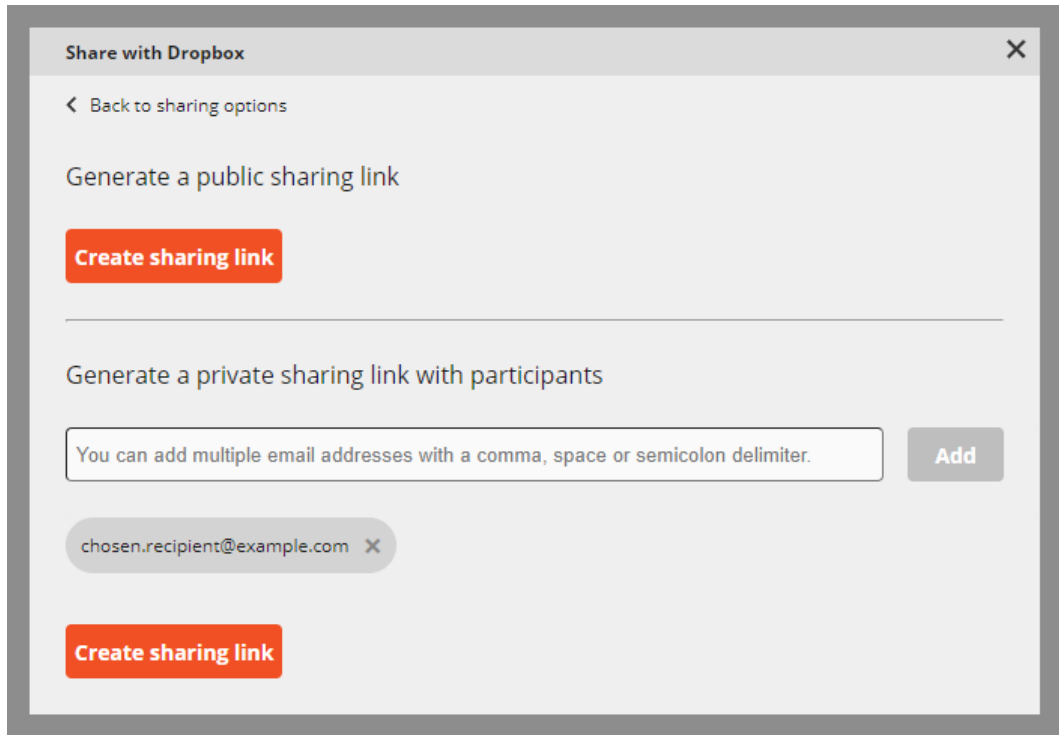 Share with Dropbox
Back to sharing options
Generate a public sharing link
Create sharing link
Generate a private sharing link with participants
You can add multiple email addresses with a comma, space or semicolon delimiter.
Add
chosen.recipient@example.com
Create sharing link